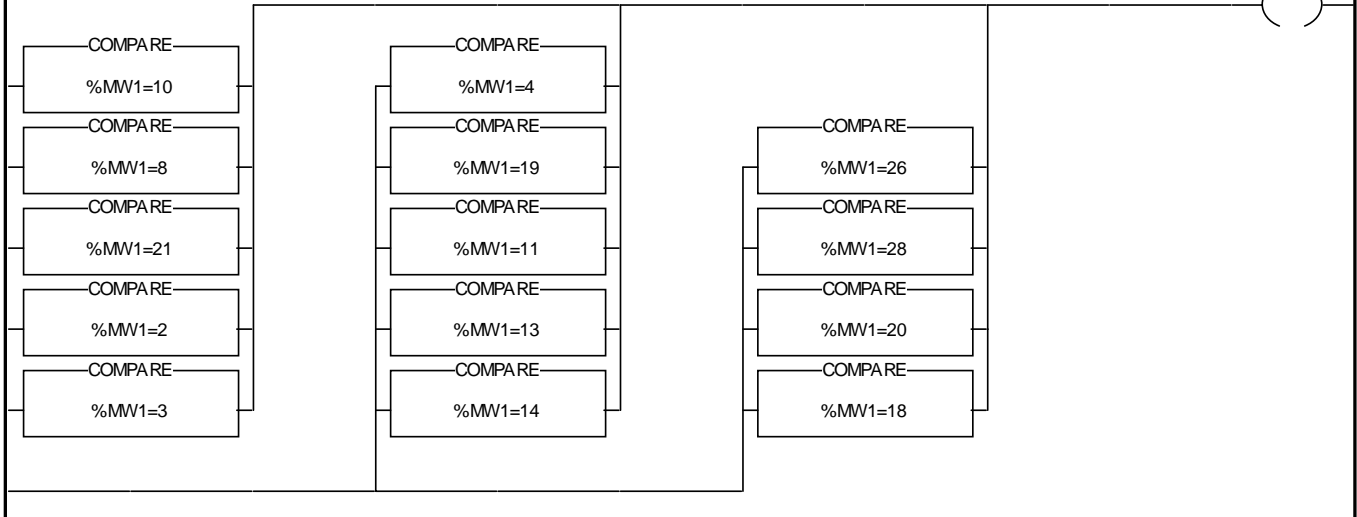 COMPARE
%MW1=10
COMPARE
%MW1=8
COMPARE
%MW1=21
COMPARE
%MW1=2
COMPARE
%MW1=3
COMPARE
%MW1=4
COMPARE
%MW1=19
COMPARE
%MW1=11
COMPARE
%MW1=13
COMPARE
%MW1=14
COMPARE
%MW1=26
COMPARE
%MW1=28
COMPARE
%MW1=20
COMPARE
%MW1=18